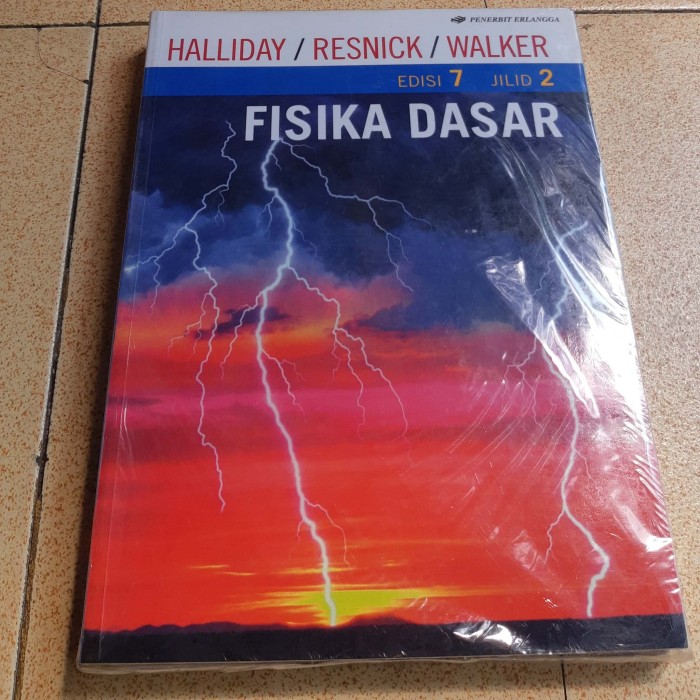 PENERBIT ERLANGGA
HALLIDAY / RESNICK / WALKER
EDISI 7 JILID 2
FISIKA DASAR